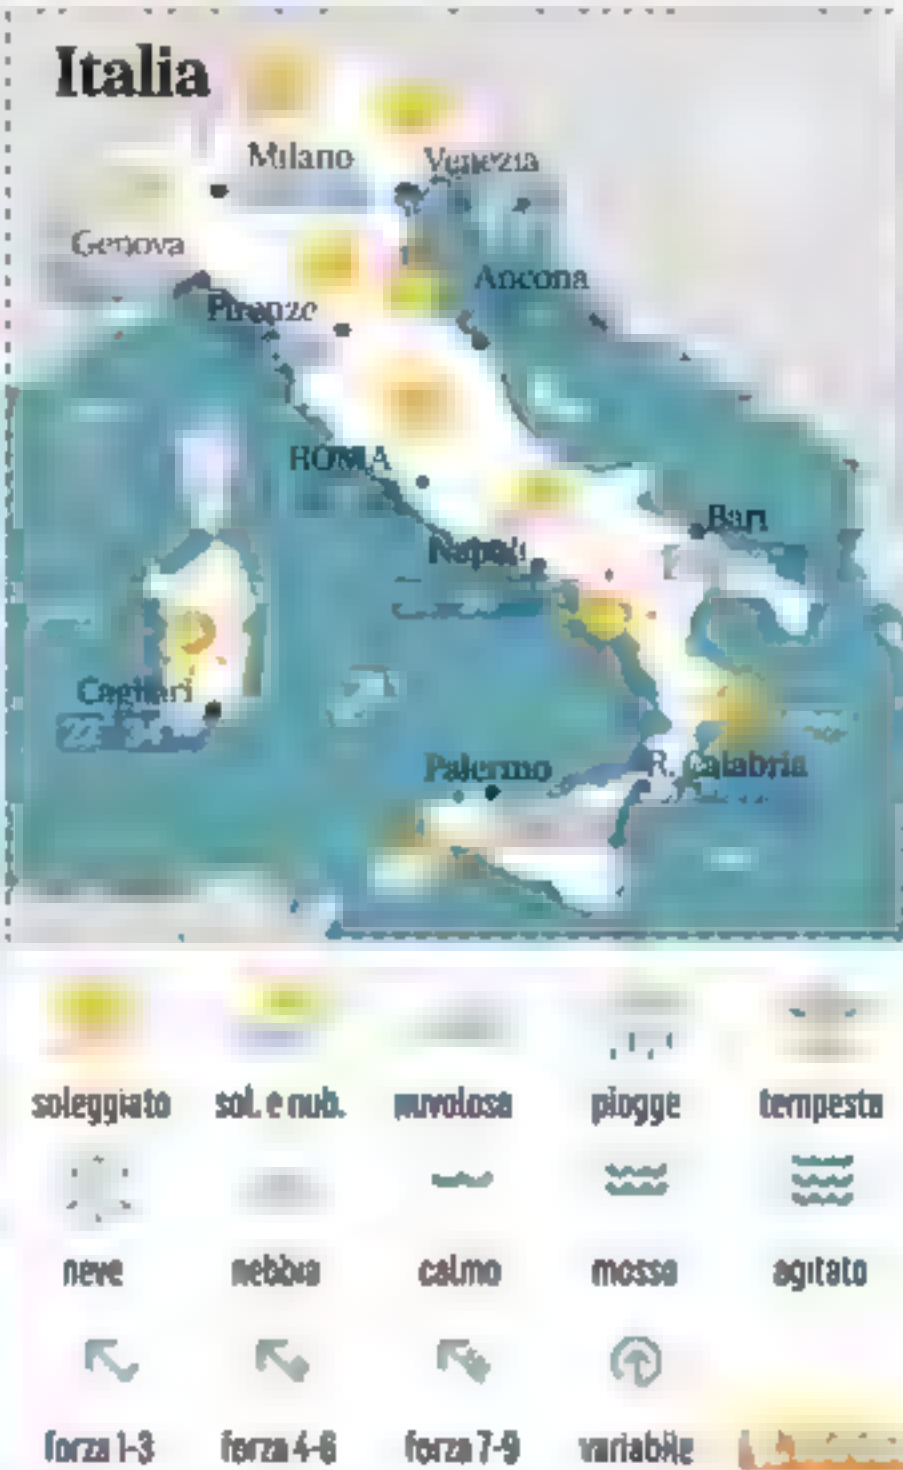 Italia
Milano
Venezia
Genova
Ancona
Firenze
ROMA
Bari
Napoli
Cagliari
Palermo
R. Calabria
soleggiato sol. e nub. nuvoloso piogge tempesta
neve nebbia calmo mosso agitato
forza 1-3 forza 4-6 forza 7-9 variabile